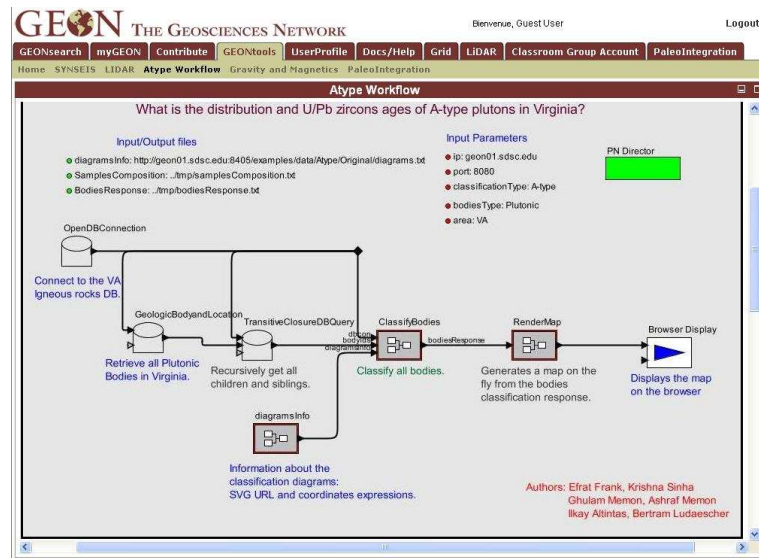 GEON THE GEOSCIENCES NETWORK
Bienvenue, Guest User
Logout
GEONsearch myGEON Contribute GEONtools UserProfile Docs/Help Grid LiDAR Classroom Group Account PaleoIntegration
Home SYNSEIS LIDAR Atype Workflow Gravity and Magnetics PaleoIntegration
Atype Workflow
What is the distribution and U/Pb zircons ages of A-type plutons in Virginia?
Input/Output files
diagramsInfo: http://geon01.sdsc.edu:8405/examples/data/Atype/Original/diagrams.txt
SamplesComposition: ../tmp/samplesComposition.txt
BodiesResponse: ../tmp/bodiesResponse.txt
Input Parameters
ip: geon01.sdsc.edu
port: 8080
classificationType: A-type
bodiesType: Plutonic
area: VA
PN Director
OpenDBConnection
Connect to the VA
Igneous rocks DB.
GeologicBodyandLocation
Retrieve all Plutonic
Bodies in Virginia.
TransitiveClosureDBQuery
Recursively get all
children and siblings.
dbcon
bodyIds
diagramsInfo
ClassifyBodies
bodiesResponse
Classify all bodies.
RenderMap
Generates a map on the
fly from the bodies
classification response.
Browser Display
Displays the map
on the browser
diagramsInfo
Information about the
classification diagrams:
SVG URL and coordinates expressions.
Authors: Efrat Frank, Krishna Sinha
Ghulam Memon, Ashraf Memon
Ilkay Altintas, Bertram Ludaescher